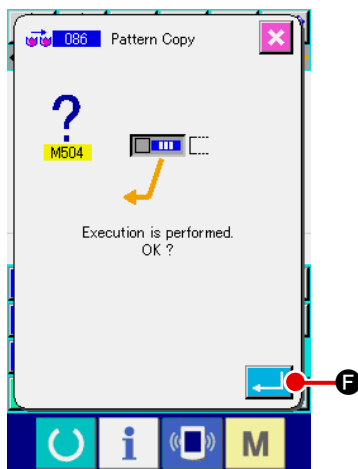 086 Pattern Copy
?
M504
Execution is performed.
OK ?
F
i
M